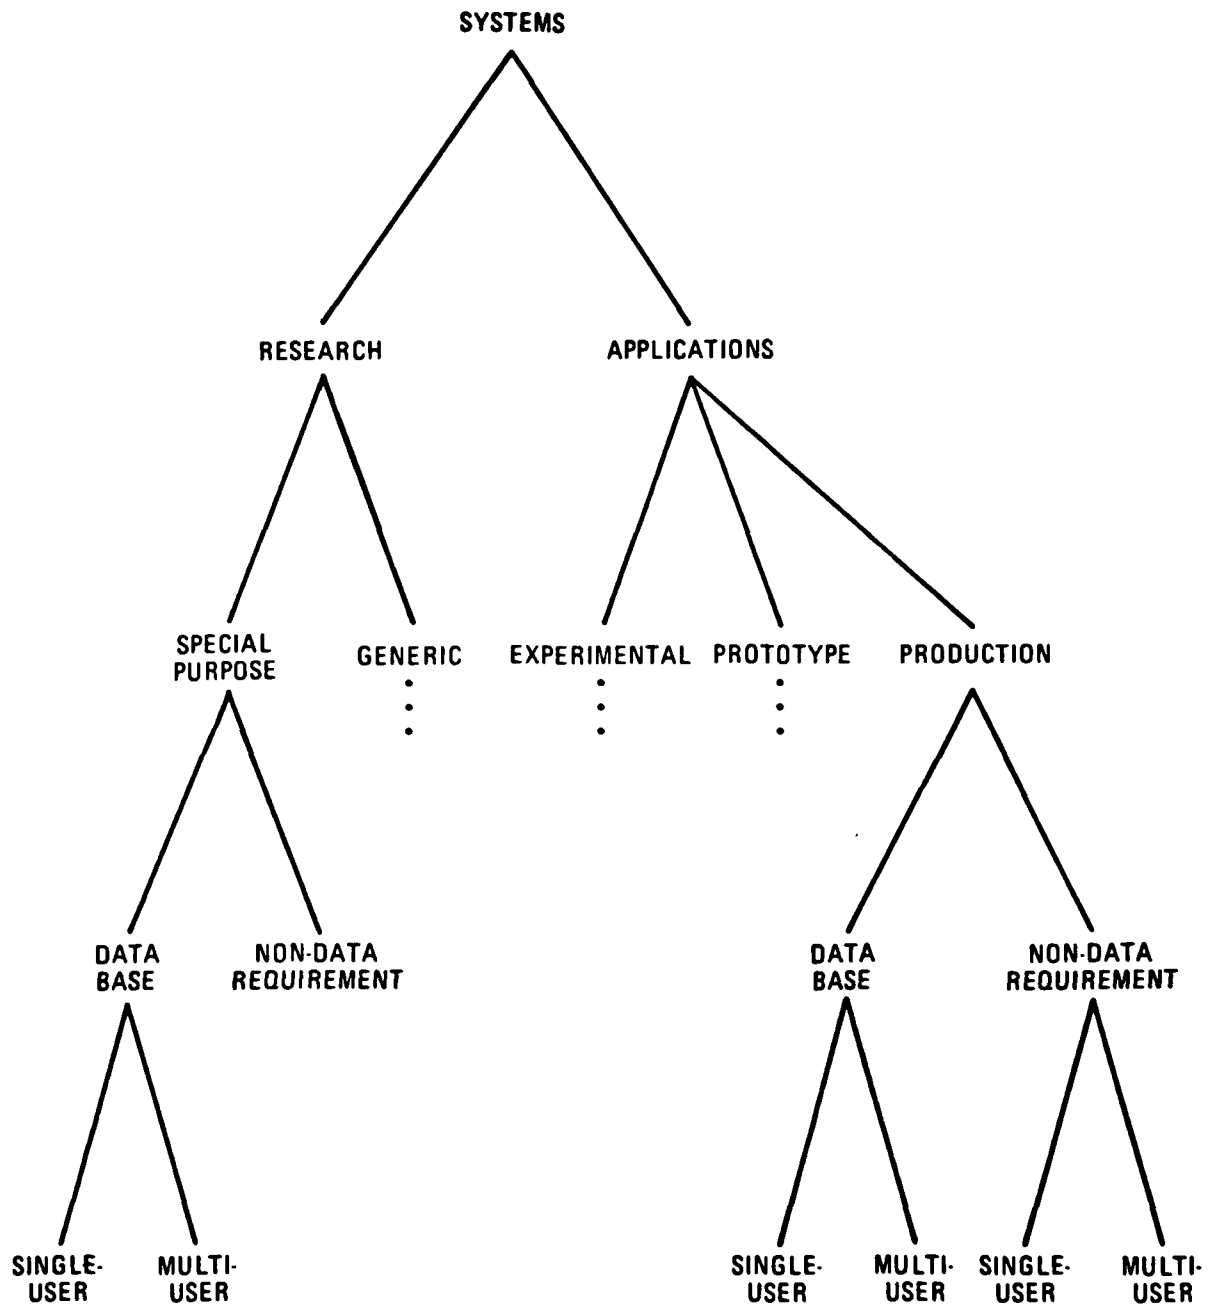 SYSTEMS
RESEARCH
APPLICATIONS
SPECIAL
PURPOSE
GENERIC
EXPERIMENTAL
PROTOTYPE
PRODUCTION
DATA
BASE
NON-DATA
REQUIREMENT
DATA
BASE
NON-DATA
REQUIREMENT
SINGLE-
USER
MULTI-
USER
SINGLE-
USER
MULTI-
USER
SINGLE-
USER
MULTI-
USER